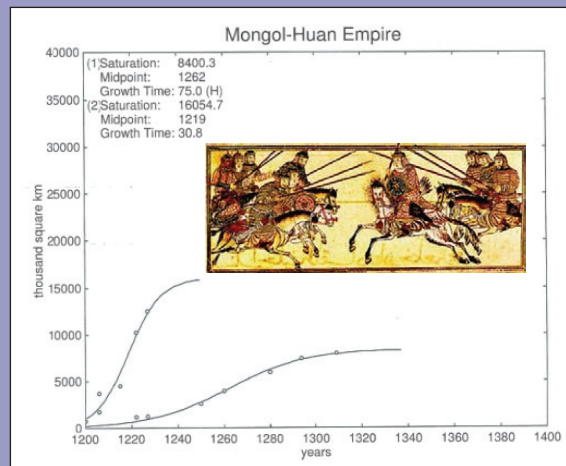 Mongol-Huan Empire
40000
35000
30000
25000
20000
15000
10000
5000
0
thousand square km
(1)Saturation: 8400.3
Midpoint: 1262
Growth Time: 75.0 (H)
(2)Saturation: 16054.7
Midpoint: 1219
Growth Time: 30.8
1200 1220 1240 1260 1280 1300 1320 1340 1360 1380 1400
years